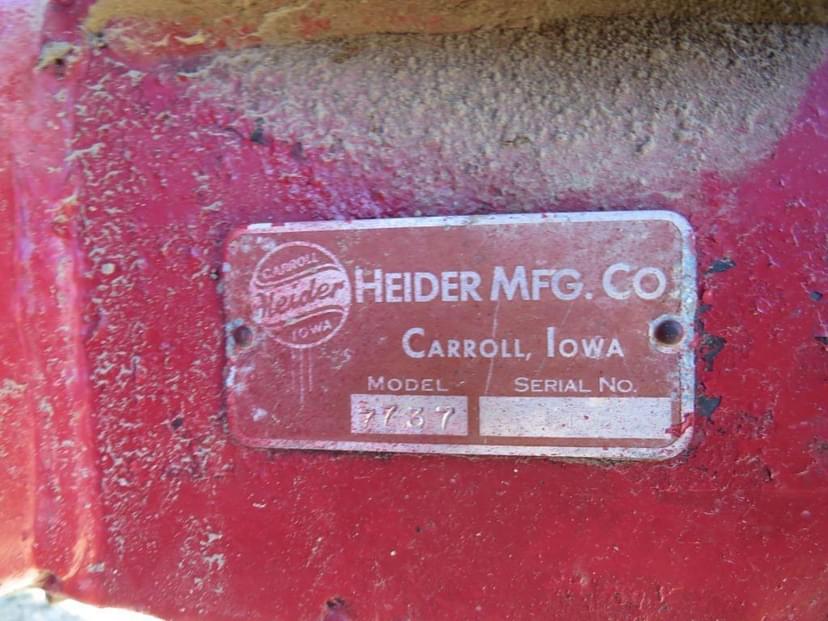 CARROLL
Heider
IOWA
HEIDER MFG. CO
CARROLL, IOWA
MODEL SERIAL NO.
7737